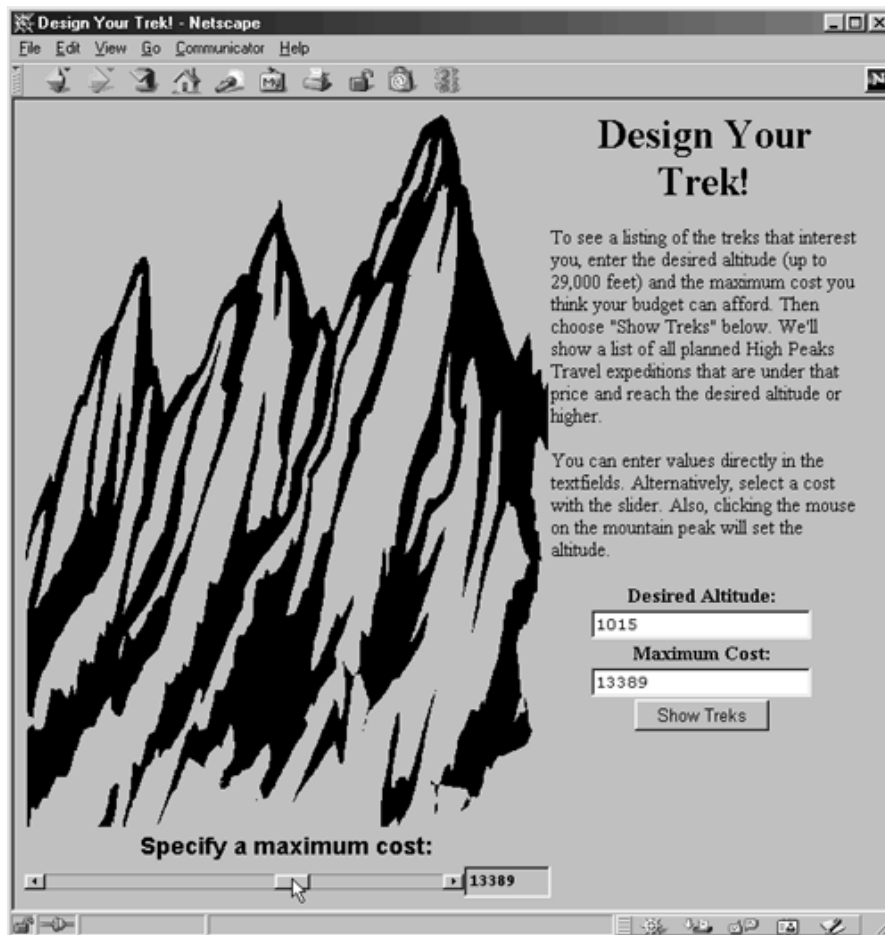 Design Your Trek! - Netscape
File Edit View Go Communicator Help
My
N
Design Your
Trek!
To see a listing of the treks that interest
you, enter the desired altitude (up to
29,000 feet) and the maximum cost you
think your budget can afford. Then
choose "Show Treks" below. We'll
show a list of all planned High Peaks
Travel expeditions that are under that
price and reach the desired altitude or
higher.
You can enter values directly in the
textfields. Alternatively, select a cost
with the slider. Also, clicking the mouse
on the mountain peak will set the
altitude.
Desired Altitude:
1015
Maximum Cost:
13389
Show Treks
Specify a maximum cost:
13389